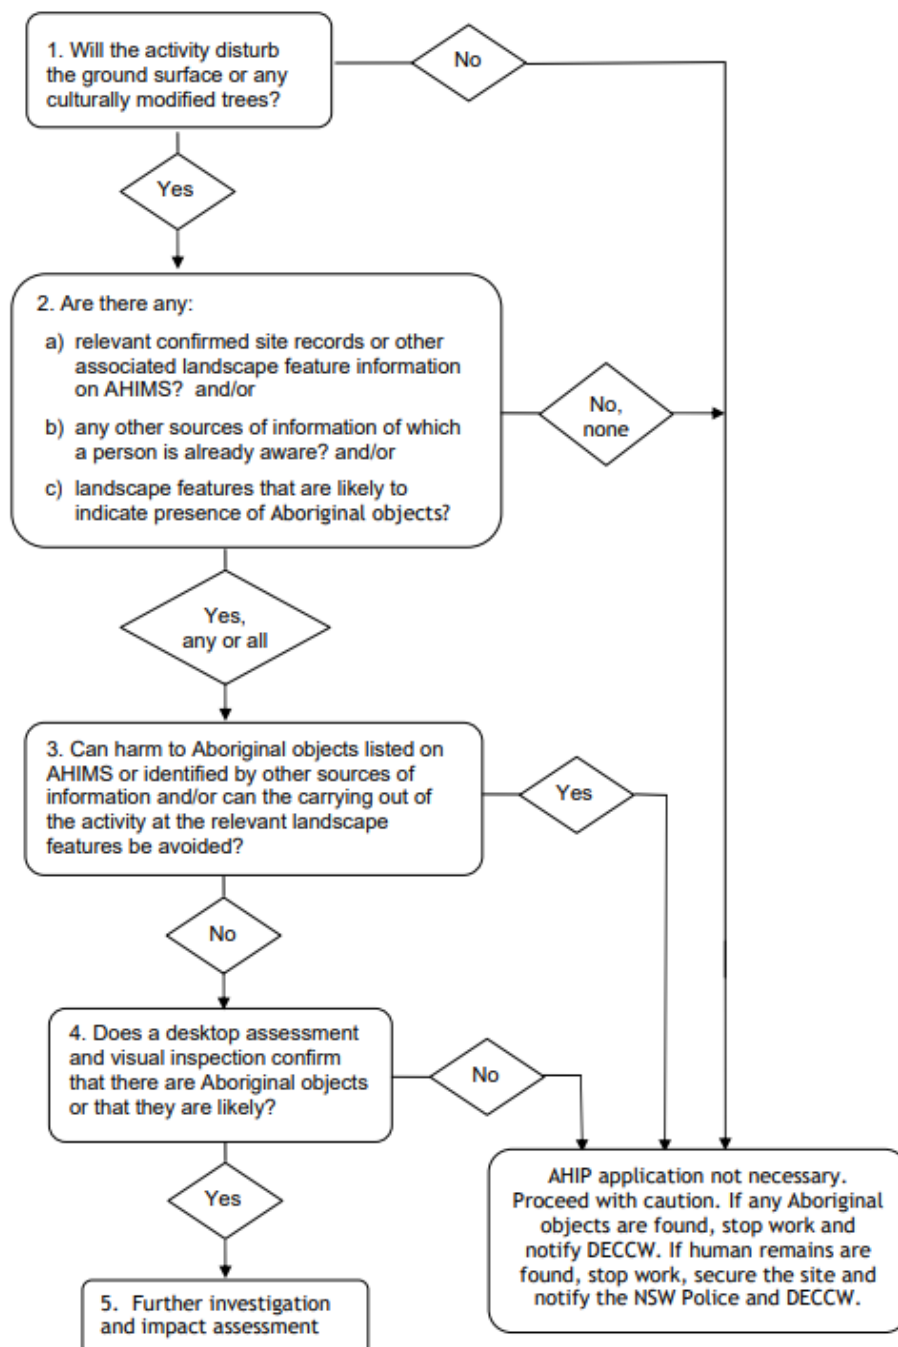 1. Will the activity disturb
the ground surface or any
culturally modified trees?
No
Yes
2. Are there any:
a) relevant confirmed site records or other
associated landscape feature information
on AHIMS? and/or
b) any other sources of information of which
a person is already aware? and/or
c) landscape features that are likely to
indicate presence of Aboriginal objects?
No,
none
Yes,
any or all
3. Can harm to Aboriginal objects listed on
AHIMS or identified by other sources of
information and/or can the carrying out of
the activity at the relevant landscape
features be avoided?
Yes
No
4. Does a desktop assessment
and visual inspection confirm
that there are Aboriginal objects
or that they are likely?
No
Yes
AHIP application not necessary.
Proceed with caution. If any Aboriginal
objects are found, stop work and
notify DECCW. If human remains are
found, stop work, secure the site and
notify the NSW Police and DECCW.
5. Further investigation
and impact assessment